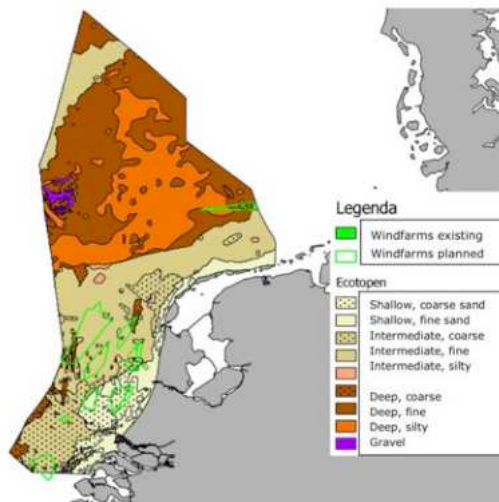 Legenda
Windfarms existing
Windfarms planned
Ecotopen
Shallow, coarse sand
Shallow, fine sand
Intermediate, coarse
Intermediate, fine
Intermediate, silty
Deep, coarse
Deep, fine
Deep, silty
Gravel